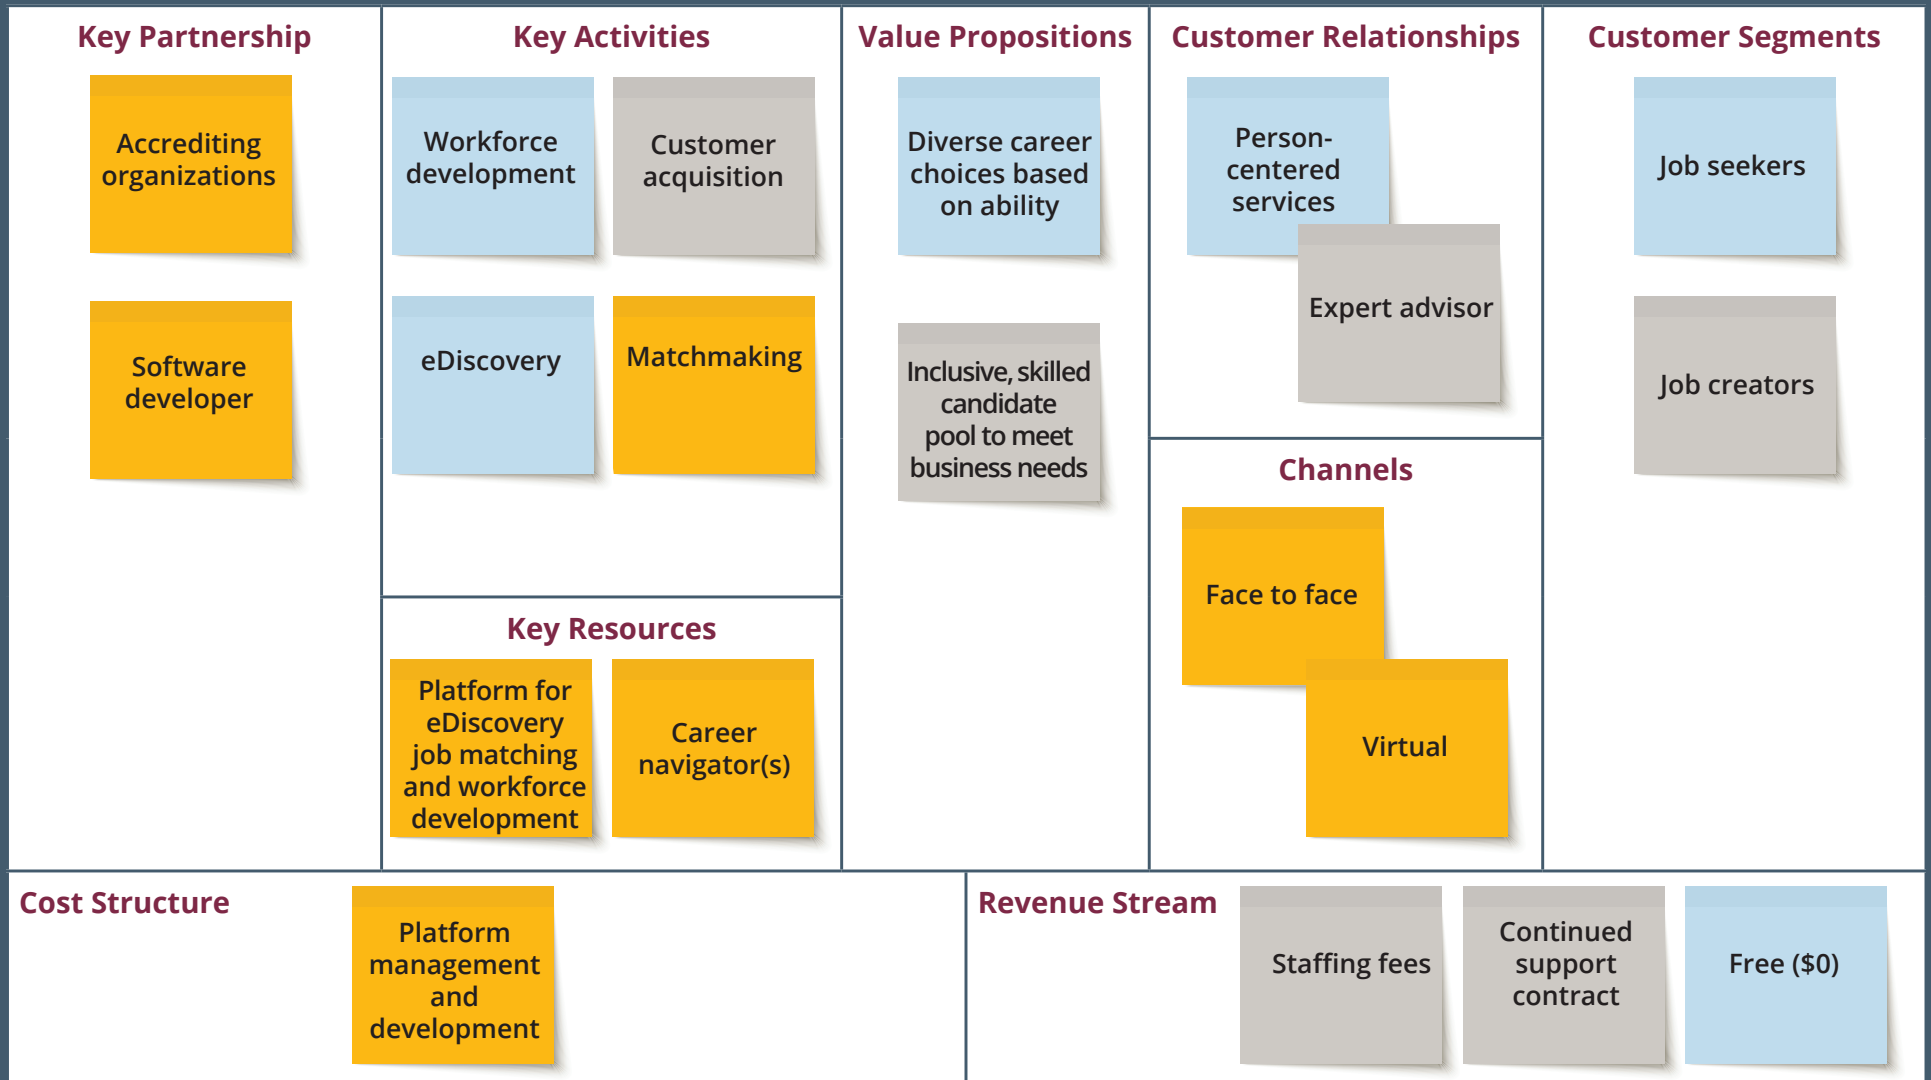 Key Partnership
Accrediting
organizations
Software
developer
Key Activities
Workforce
development
Customer
acquisition
eDiscovery
Matchmaking
Key Resources
Platform for
eDiscovery
job matching
and workforce
development
Career
navigator(s)
Value Propositions
Diverse career
choices based
on ability
Inclusive, skilled
candidate
pool to meet
business needs
Customer Relationships
Person-
centered
services
Expert advisor
Channels
Face to face
Virtual
Customer Segments
Job seekers
Job creators
Cost Structure
Platform
management
and
development
Revenue Stream
Staffing fees
Continued
support
contract
Free ($0)